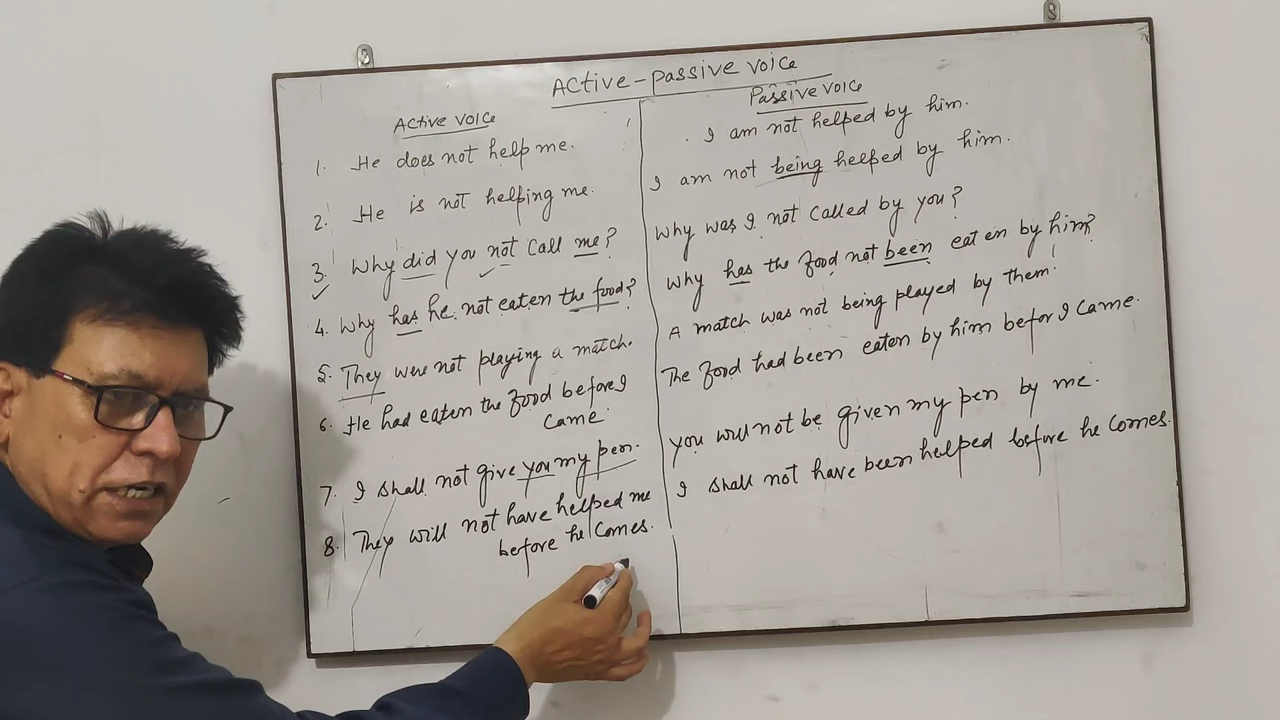 Active-passive voice
Active voice
1. He does not help me.
2. He is not helping me.
3. Why did you not call me?
4. Why has he not eaten the food?
5. They were not playing a match.
6. He had eaten the food before I
came.
7. I shall not give you my pen.
8. They will not have helped me
before he comes.
Passive voice
I am not helped by him.
I am not being helped by him.
Why was I not called by you?
Why has the food not been eaten by him?
A match was not being played by them.
The food had been eaten by him befor I came.
You will not be given my pen by me.
I shall not have been helped before he comes.